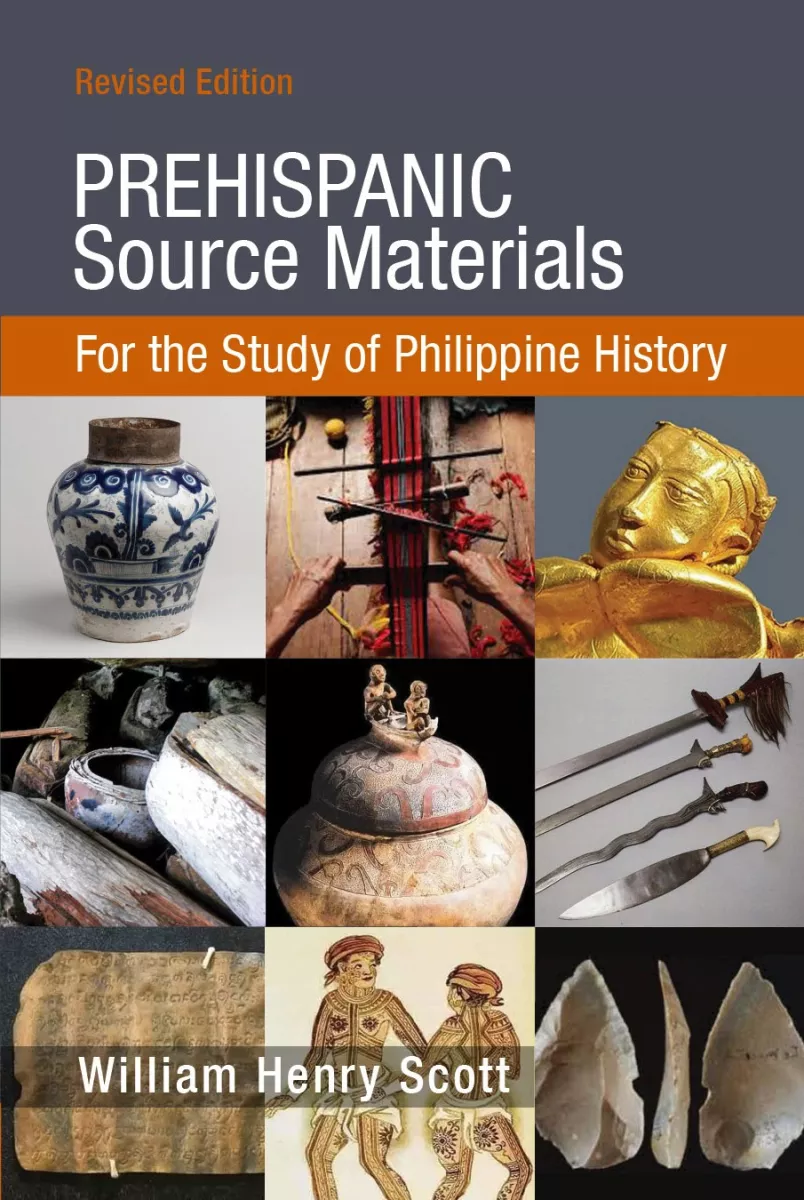 Revised Edition
PREHISPANIC
Source Materials
For the Study of Philippine History
William Henry Scott